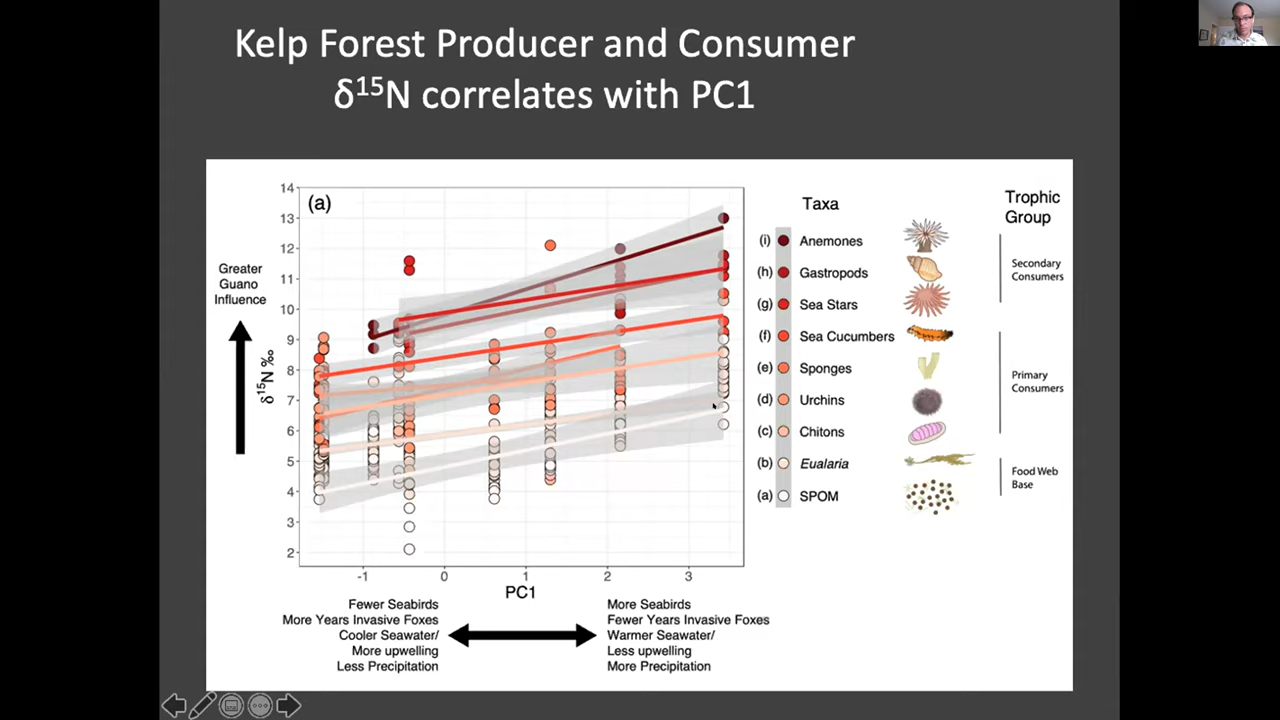 Kelp Forest Producer and Consumer
δ¹⁵N correlates with PC1
(a)
14
13
12
11
10
9
8
7
6
5
4
3
2
Greater
Guano
Influence
δ¹⁵N ‰
-1
0
1
2
3
PC1
Fewer Seabirds
More Years Invasive Foxes
Cooler Seawater/
More upwelling
Less Precipitation
More Seabirds
Fewer Years Invasive Foxes
Warmer Seawater/
Less upwelling
More Precipitation
Taxa
(i) Anemones
(h) Gastropods
(g) Sea Stars
(f) Sea Cucumbers
(e) Sponges
(d) Urchins
(c) Chitons
(b) Eualaria
(a) SPOM
Trophic
Group
Secondary
Consumers
Primary
Consumers
Food Web
Base